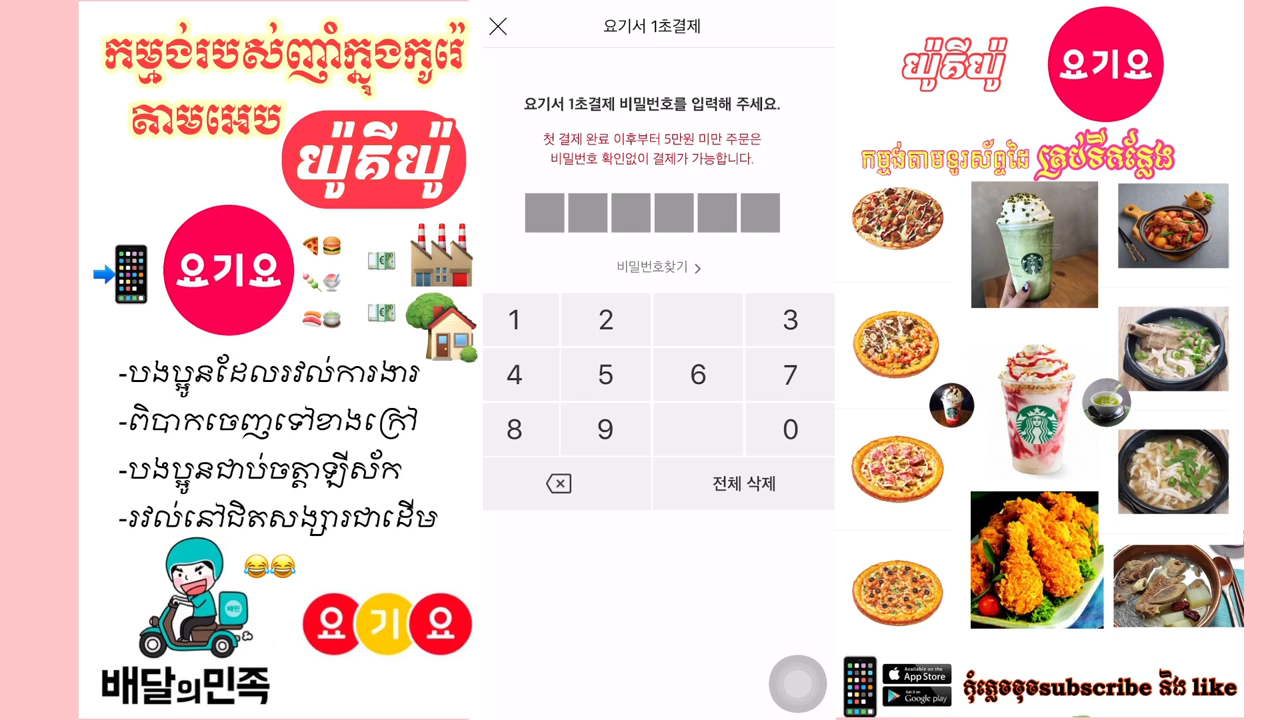 កម្មង់របស់ញ៉ាំក្នុងកូរ៉េ
តាមអេប
យ៉ូគីយ៉ូ
요기요
-បងប្អូនដែលរវល់ការងារ
-ពិបាកចេញទៅខាងក្រៅ
-បងប្អូនជាប់ចត្តាឡីស័ក
-រវល់នៅជិតសង្សារជាដើម
배민
배달의민족
요기요
요기서 1초결제
요기서 1초결제 비밀번호를 입력해 주세요.
첫 결제 완료 이후부터 5만원 미만 주문은
비밀번호 확인없이 결제가 가능합니다.
비밀번호찾기 >
1 2 3
4 5 6 7
8 9 0
전체 삭제
យ៉ូគីយ៉ូ
요기요
កម្មង់តាមទូរស័ព្ទដៃ គ្រប់ទីកន្លែង
Available on the
App Store
Get it on
Google play
កុំភ្លេចចុចsubscribe និង like